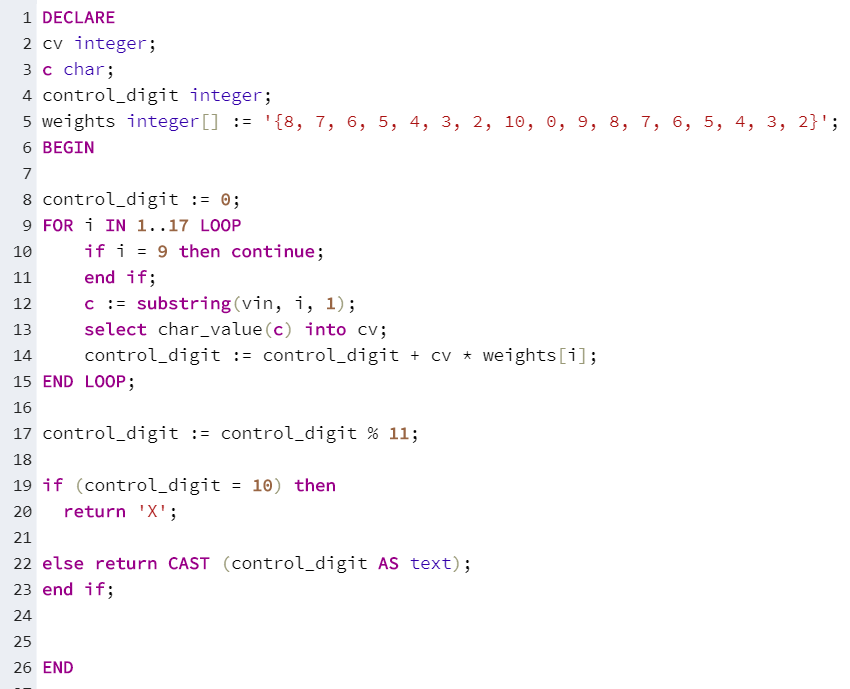 1 DECLARE
2 cv integer;
3 c char;
4 control_digit integer;
5 weights integer[] := '{8, 7, 6, 5, 4, 3, 2, 10, 0, 9, 8, 7, 6, 5, 4, 3, 2}';
6 BEGIN
7
8 control_digit := 0;
9 FOR i IN 1..17 LOOP
10     if i = 9 then continue;
11     end if;
12     c := substring(vin, i, 1);
13     select char_value(c) into cv;
14     control_digit := control_digit + cv * weights[i];
15 END LOOP;
16
17 control_digit := control_digit % 11;
18
19 if (control_digit = 10) then
20   return 'X';
21
22 else return CAST (control_digit AS text);
23 end if;
24
25
26 END